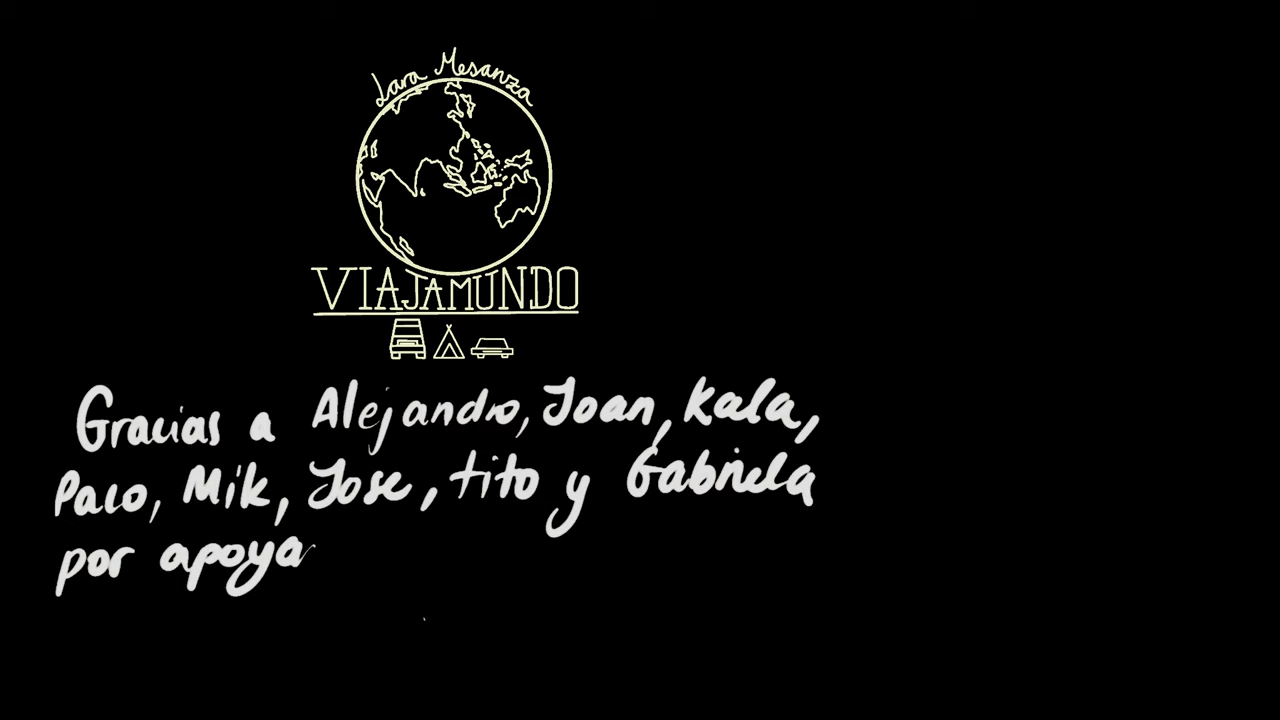 Lara Mesanza
VIAJAMUNDO
Gracias a Alejandro, Joan, Kala,
Paco, Mik, Jose, tito y Gabriela
por apoya